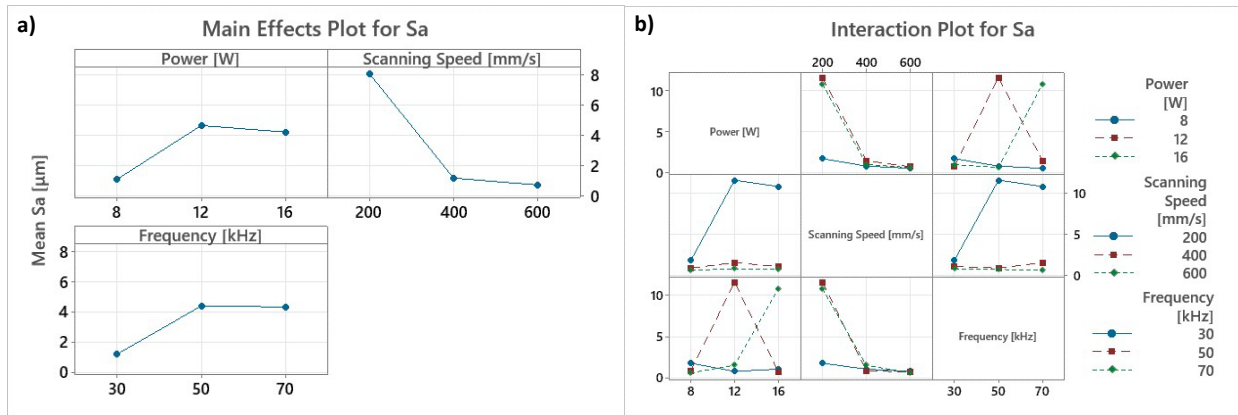 a)
Main Effects Plot for Sa
Power [W]
Scanning Speed [mm/s]
8
6
4
2
0
8 12 16
200 400 600
Mean Sa [µm]
Frequency [kHz]
8
6
4
2
0
30 50 70
b)
Interaction Plot for Sa
200 400 600
10
5
0
Power [W]
Power
[W]
8
12
16
Scanning Speed [mm/s]
10
5
0
Scanning
Speed
[mm/s]
200
400
600
10
5
0
Frequency [kHz]
Frequency
[kHz]
30
50
70
8 12 16
30 50 70